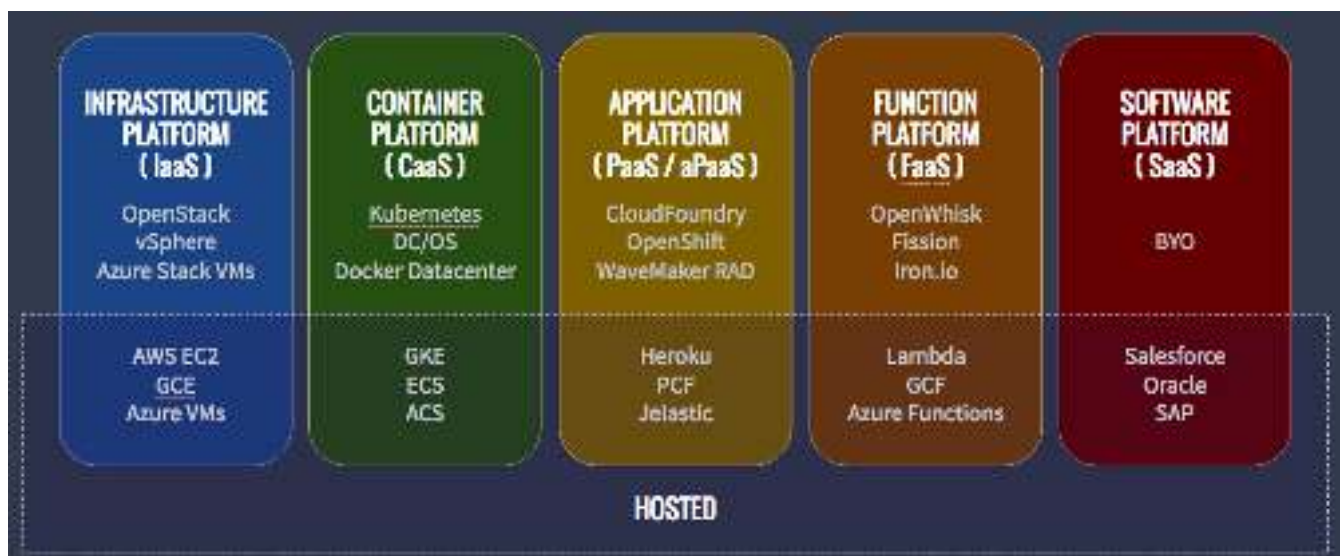 INFRASTRUCTURE
PLATFORM
( IaaS )
OpenStack
vSphere
Azure Stack VMs
AWS EC2
GCE
Azure VMs
CONTAINER
PLATFORM
( CaaS )
Kubernetes
DC/OS
Docker Datacenter
GKE
ECS
ACS
APPLICATION
PLATFORM
( PaaS / aPaaS )
CloudFoundry
OpenShift
WaveMaker RAD
Heroku
PCF
Jelastic
FUNCTION
PLATFORM
( FaaS )
OpenWhisk
Fission
Iron.io
Lambda
GCF
Azure Functions
SOFTWARE
PLATFORM
( SaaS )
BYO
Salesforce
Oracle
SAP
HOSTED